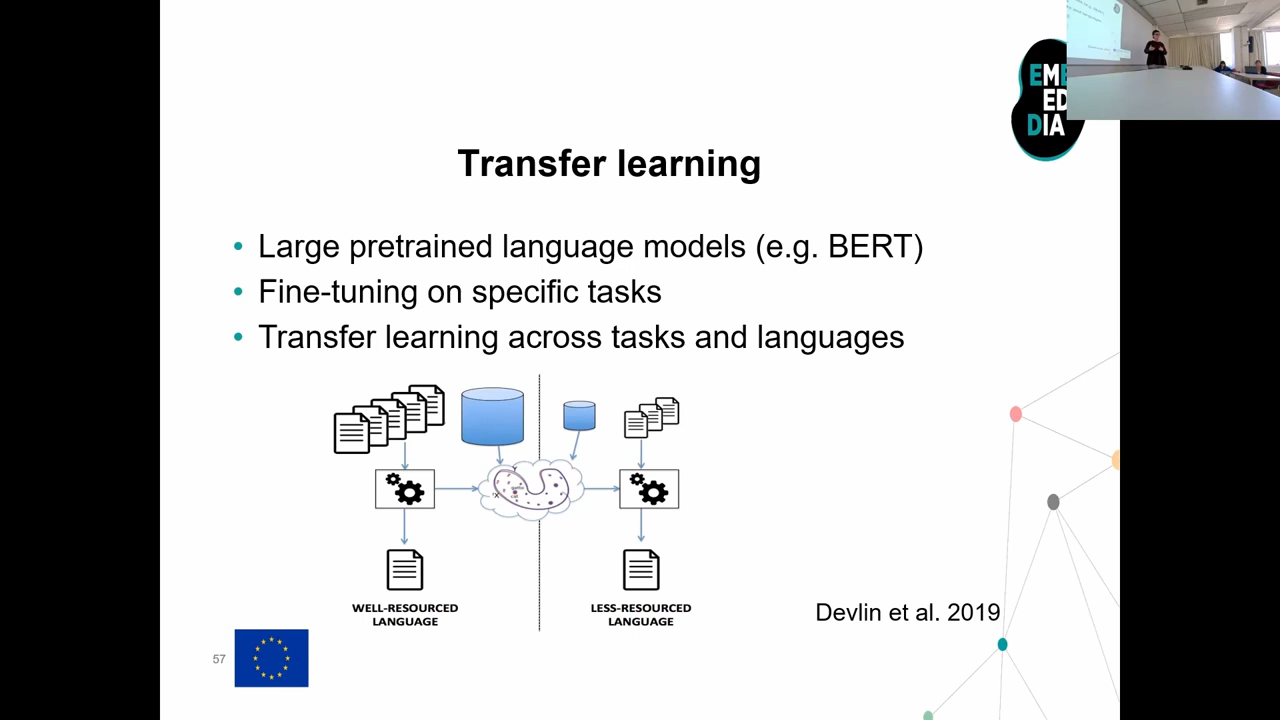 EME
ED
DIA
Transfer learning
• Large pretrained language models (e.g. BERT)
• Fine-tuning on specific tasks
• Transfer learning across tasks and languages
WELL-RESOURCED
LANGUAGE
LESS-RESOURCED
LANGUAGE
Devlin et al. 2019
57